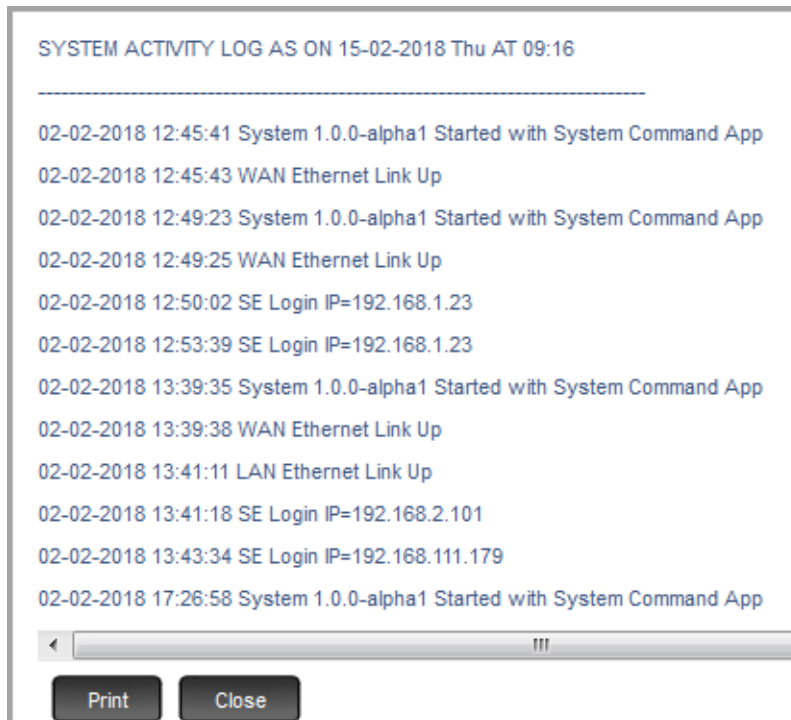 SYSTEM ACTIVITY LOG AS ON 15-02-2018 Thu AT 09:16
--------------------------------------------------------------------------------
02-02-2018 12:45:41 System 1.0.0-alpha1 Started with System Command App
02-02-2018 12:45:43 WAN Ethernet Link Up
02-02-2018 12:49:23 System 1.0.0-alpha1 Started with System Command App
02-02-2018 12:49:25 WAN Ethernet Link Up
02-02-2018 12:50:02 SE Login IP=192.168.1.23
02-02-2018 12:53:39 SE Login IP=192.168.1.23
02-02-2018 13:39:35 System 1.0.0-alpha1 Started with System Command App
02-02-2018 13:39:38 WAN Ethernet Link Up
02-02-2018 13:41:11 LAN Ethernet Link Up
02-02-2018 13:41:18 SE Login IP=192.168.2.101
02-02-2018 13:43:34 SE Login IP=192.168.111.179
02-02-2018 17:26:58 System 1.0.0-alpha1 Started with System Command App
Print Close